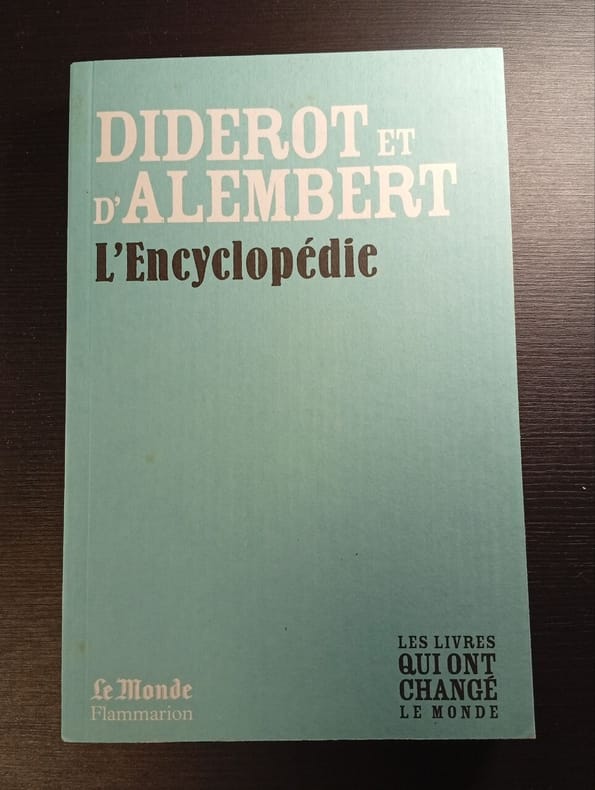 DIDEROT ET
D'ALEMBERT
L'Encyclopédie
LES LIVRES
QUI ONT
CHANGÉ
LE MONDE
Le Monde
Flammarion